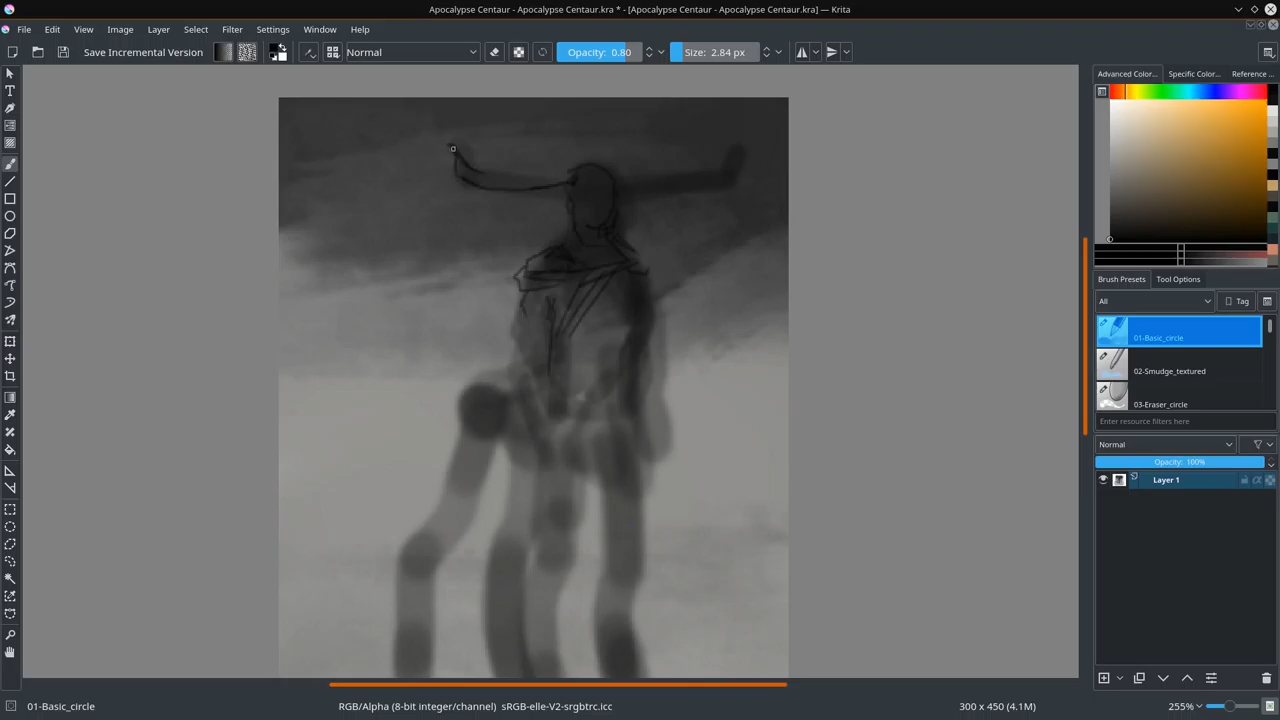 Apocalypse Centaur - Apocalypse Centaur.kra * - [Apocalypse Centaur.kra] — Krita
File Edit View Image Layer Select Filter Settings Window Help
Save Incremental Version Normal Opacity: 0.80 Size: 2.84 px
Advanced Color... Specific Color... Reference ...
Brush Presets Tool Options
All Tag
01-Basic_circle
02-Smudge_textured
03-Eraser_circle
Enter resource filters here
Normal
Opacity: 100%
Layer 1
01-Basic_circle RGB/Alpha (8-bit integer/channel) sRGB-elle-V2-srgbtrc.icc 300 x 450 (4.1M) 255%